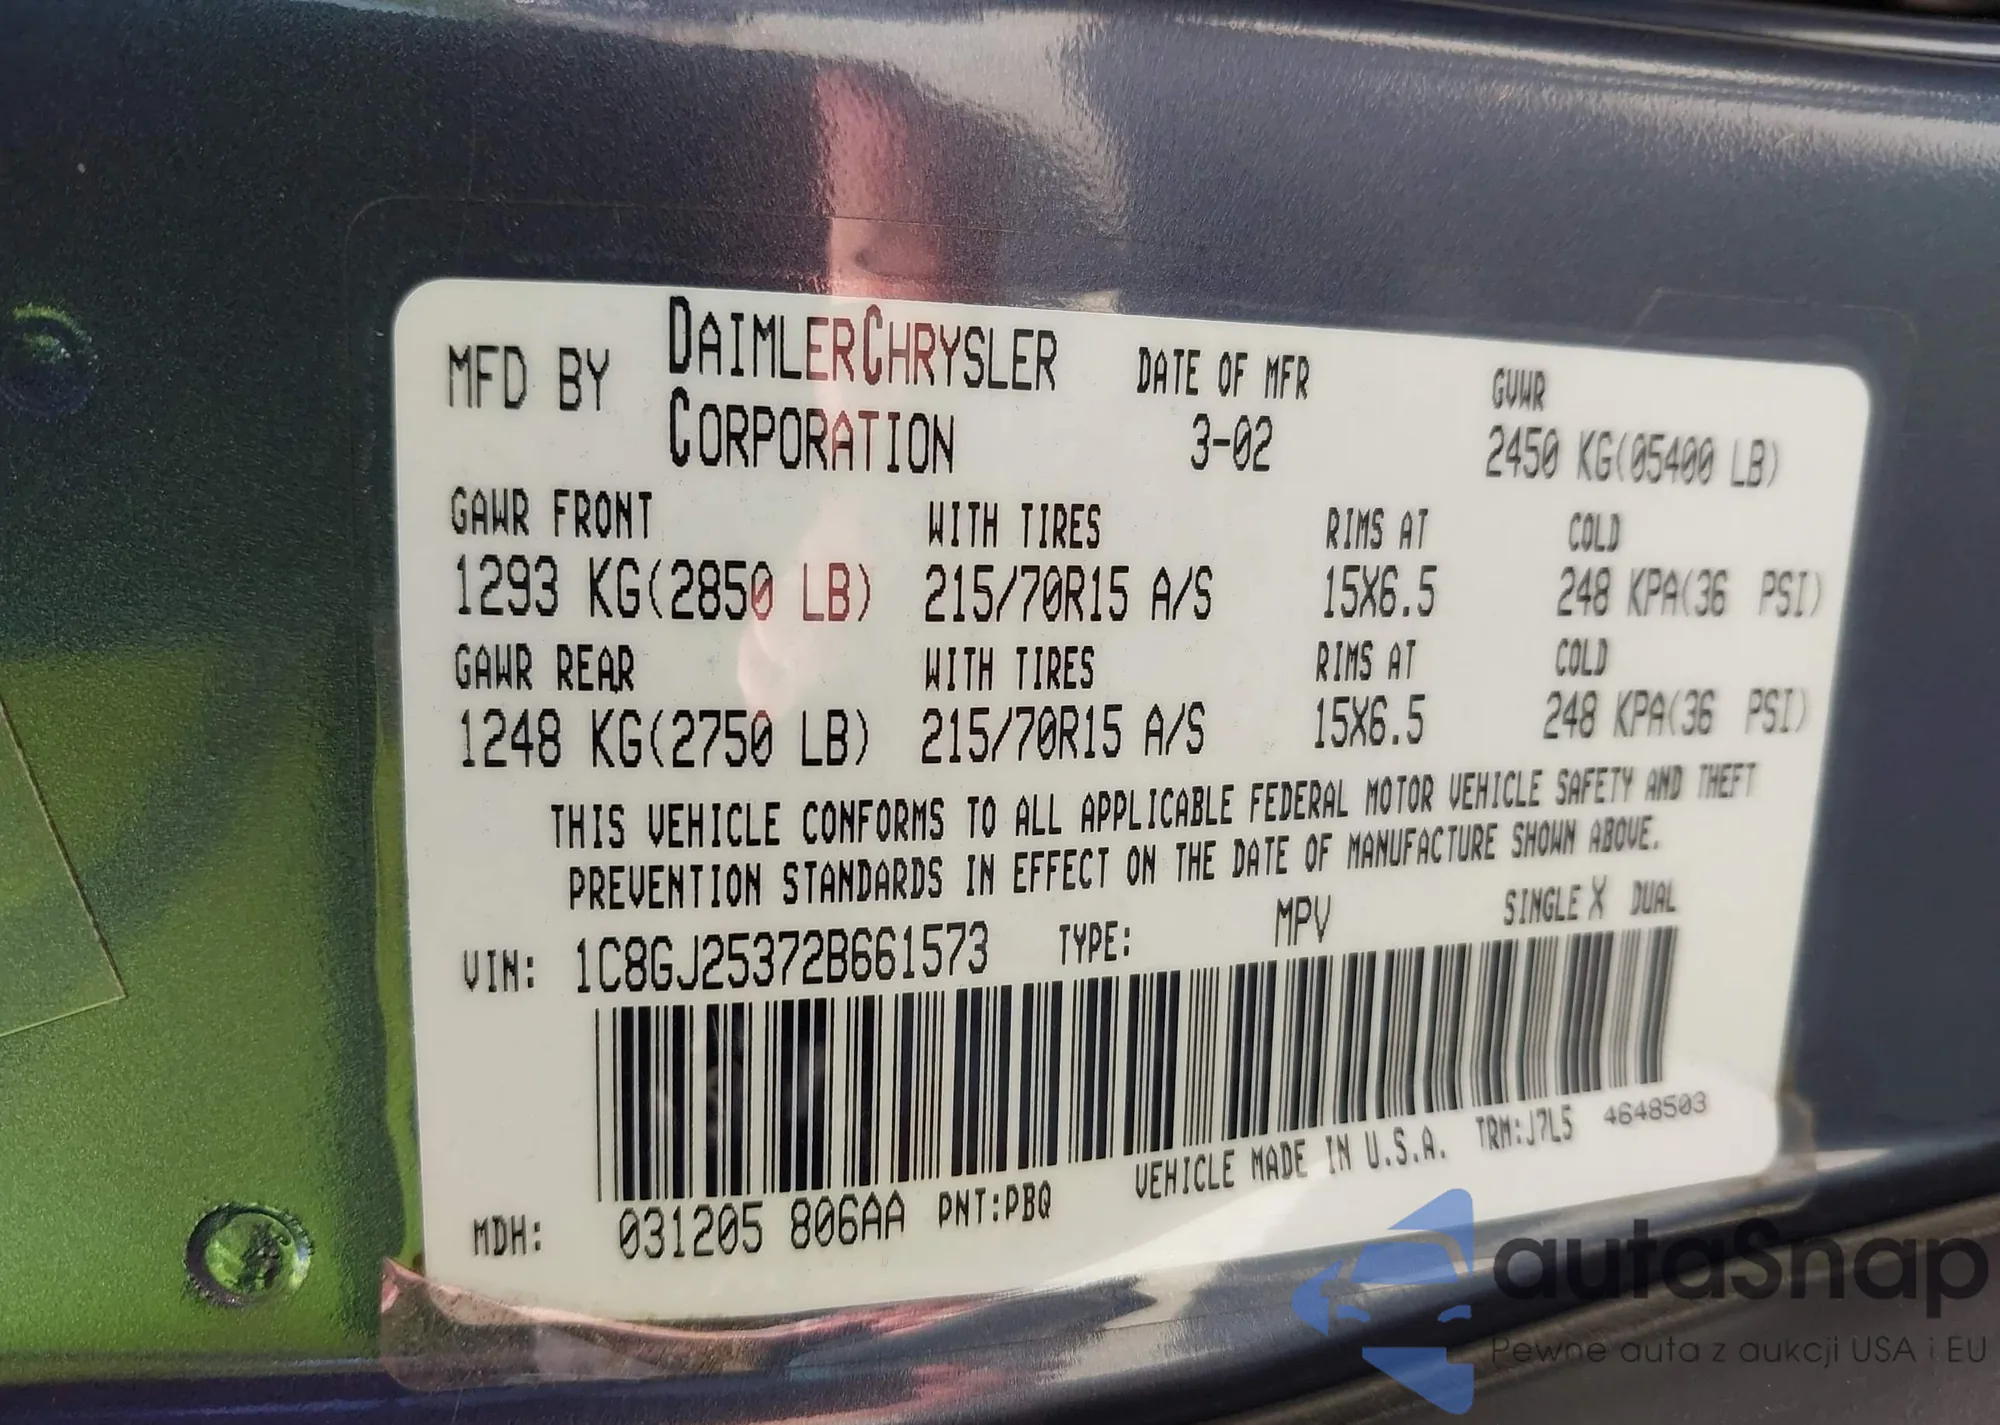 MFD BY DAIMLERCHRYSLER CORPORATION DATE OF MFR 3-02 GVWR 2450 KG(05400 LB)
GAWR FRONT WITH TIRES RIMS AT COLD
1293 KG(2850 LB) 215/70R15 A/S 15X6.5 248 KPA(36 PSI)
GAWR REAR WITH TIRES RIMS AT COLD
1248 KG(2750 LB) 215/70R15 A/S 15X6.5 248 KPA(36 PSI)
THIS VEHICLE CONFORMS TO ALL APPLICABLE FEDERAL MOTOR VEHICLE SAFETY AND THEFT
PREVENTION STANDARDS IN EFFECT ON THE DATE OF MANUFACTURE SHOWN ABOVE.
VIN: 1C8GJ25372B661573 TYPE: MPV SINGLE X DUAL
MDH: 031205 806AA PNT:PBQ VEHICLE MADE IN U.S.A. TRM:J7L5 4648503
autaSnap
Pewne auta z aukcji USA i EU